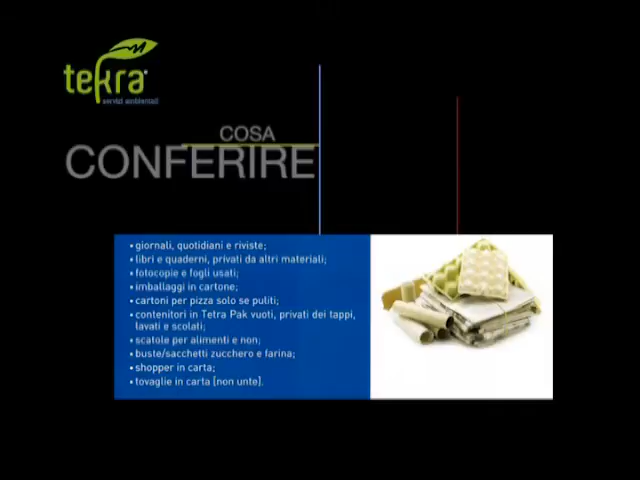 tekra
servizi ambientali
COSA
CONFERIRE
• giornali, quotidiani e riviste;
• libri e quaderni, privati da altri materiali;
• fotocopie e fogli usati;
• imballaggi in cartone;
• cartoni per pizza solo se puliti;
• contenitori in Tetra Pak vuoti, privati dei tappi,
lavati e scolati;
• scatole per alimenti e non;
• buste/sacchetti zucchero e farina;
• shopper in carta;
• tovaglie in carta [non unte].